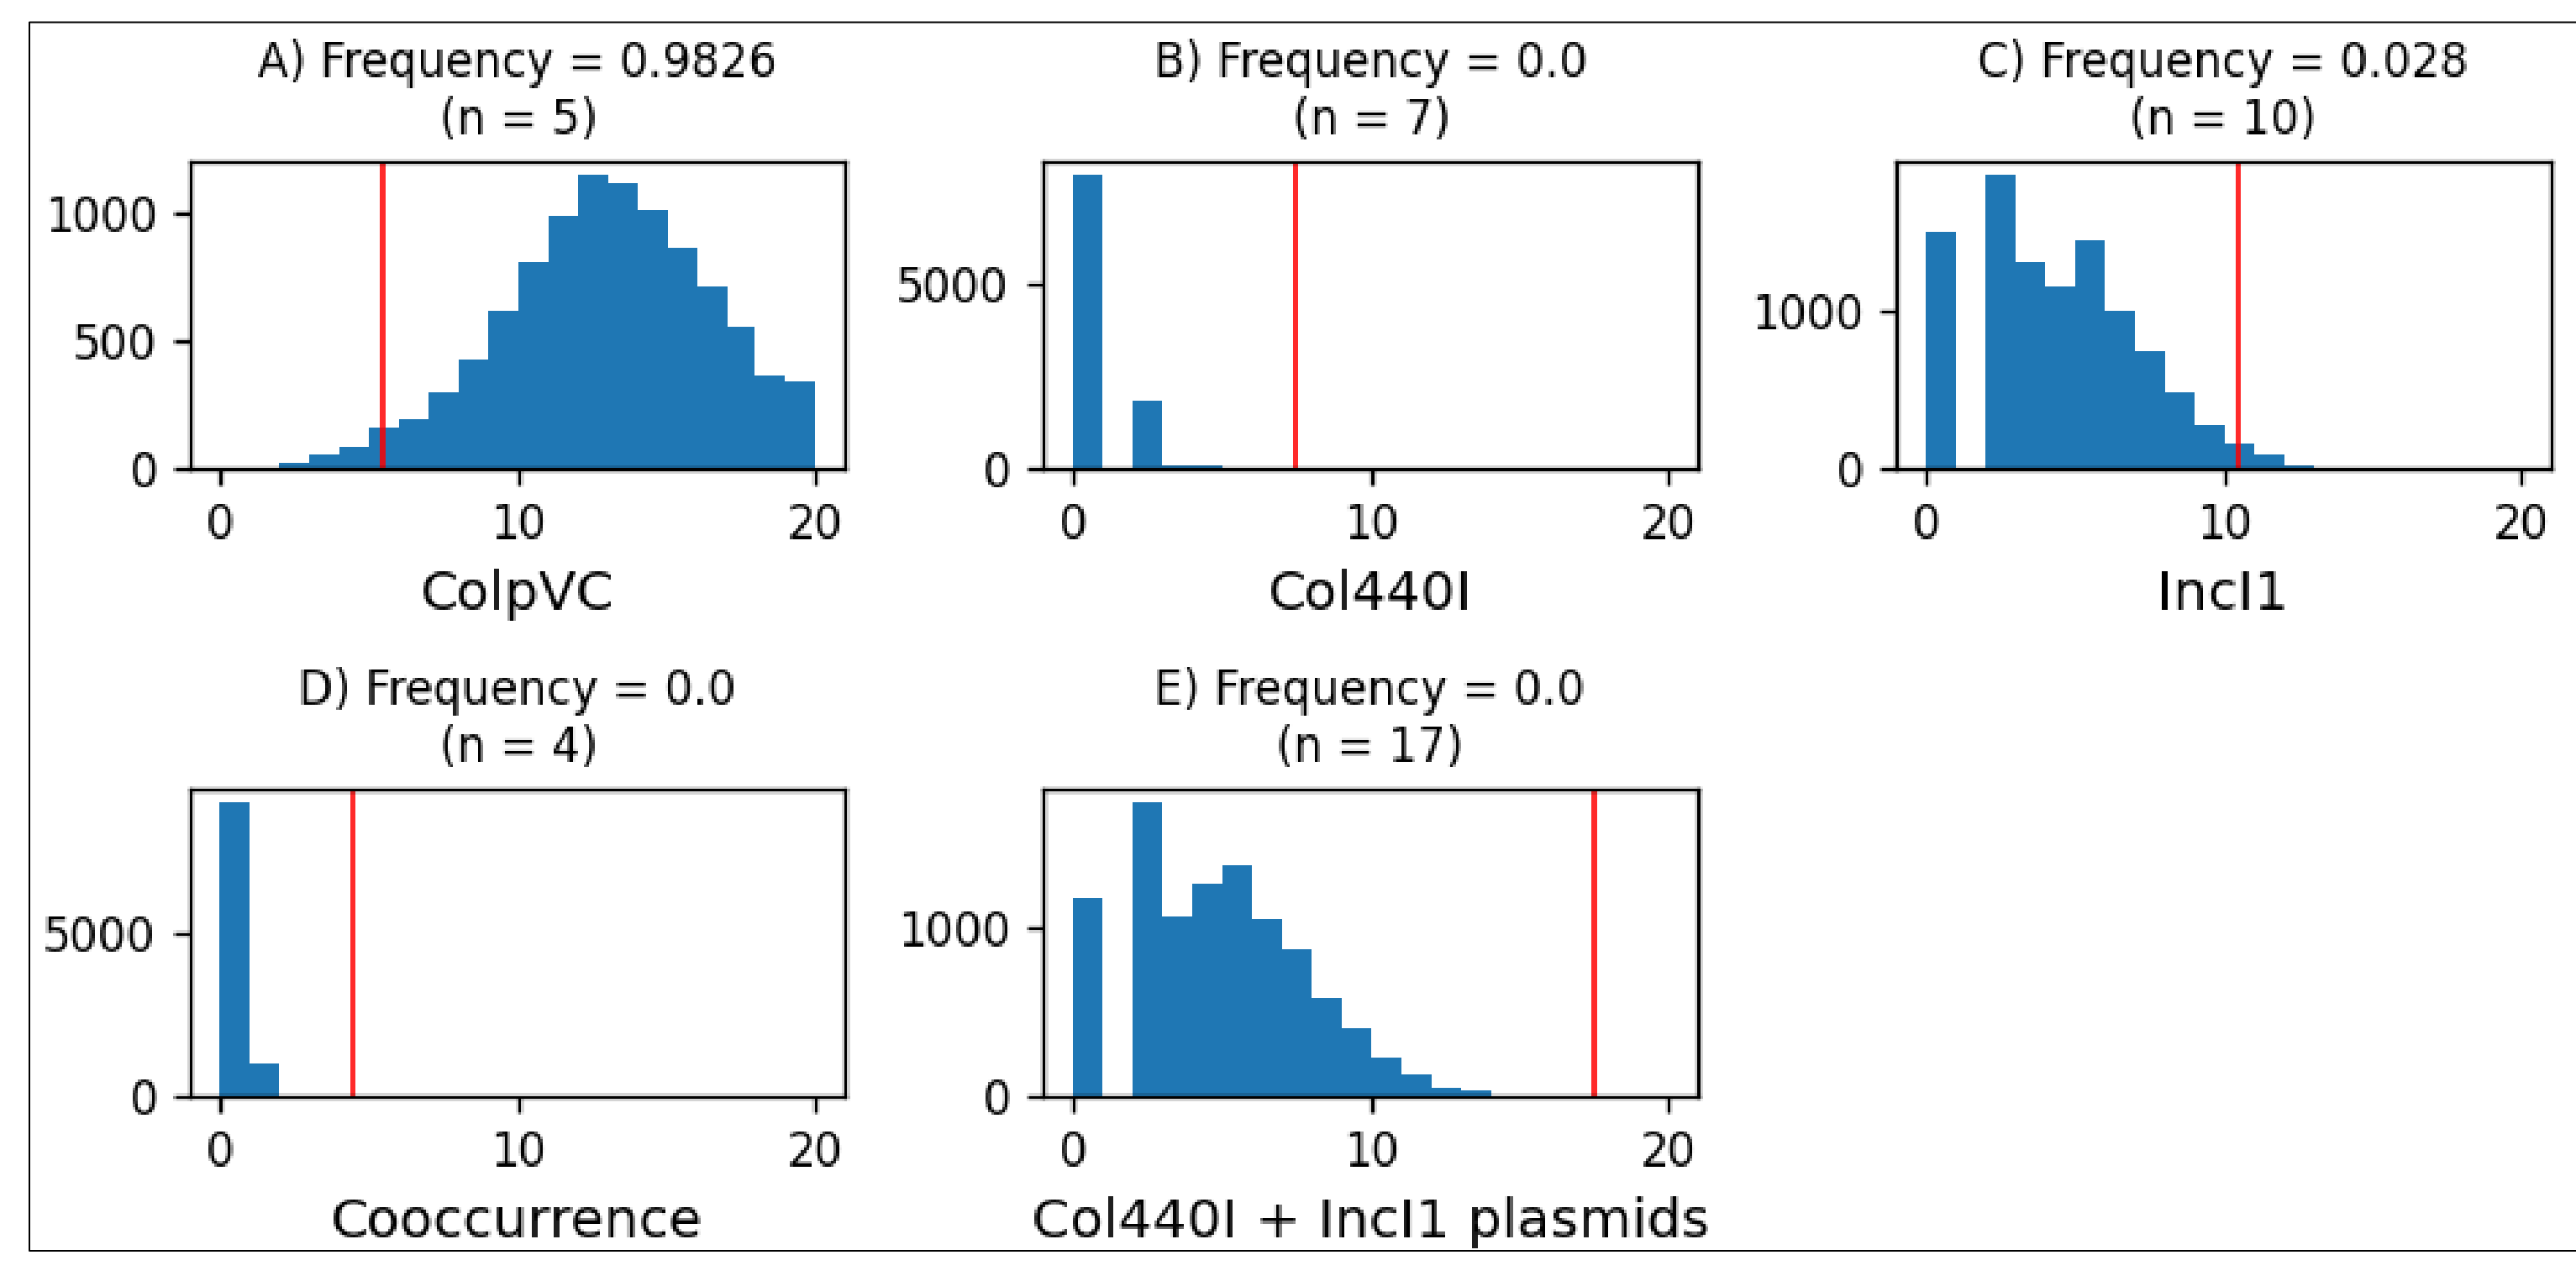 A) Frequency = 0.9826
(n = 5)
1000
500
0
0 10 20
ColpVC
B) Frequency = 0.0
(n = 7)
5000
0
0 10 20
Col440I
C) Frequency = 0.028
(n = 10)
1000
0
0 10 20
IncI1
D) Frequency = 0.0
(n = 4)
5000
0
0 10 20
Cooccurrence
E) Frequency = 0.0
(n = 17)
1000
0
0 10 20
Col440I + IncI1 plasmids